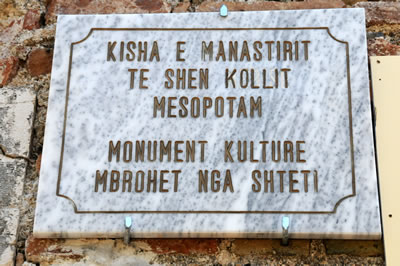 KISHA E MANASTIRIT
TE SHEN KOLLIT
MESOPOTAM
MONUMENT KULTURE
MBROHET NGA SHTETI